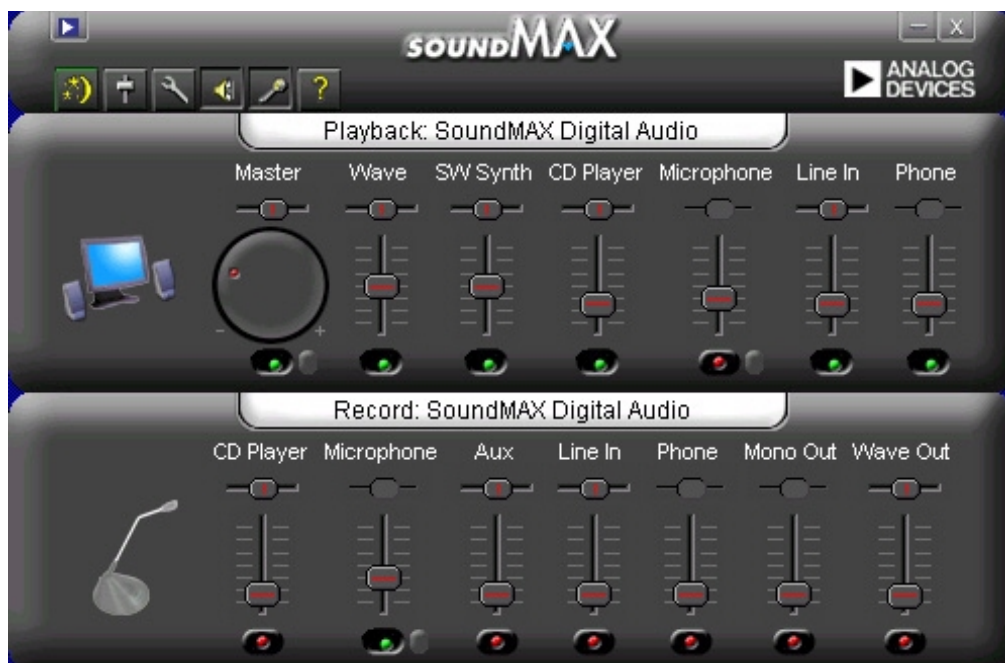 SOUNDMAX
X
ANALOG
DEVICES
?
Playback: SoundMAX Digital Audio
Master Wave SW Synth CD Player Microphone Line In Phone
- +
Record: SoundMAX Digital Audio
CD Player Microphone Aux Line In Phone Mono Out Wave Out